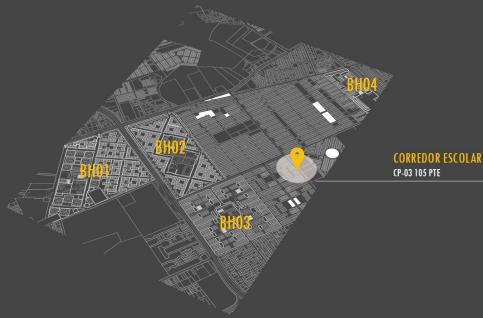 BH04
BH02
CORREDOR ESCOLAR
CP-03 105 PTE
BH01
BH03